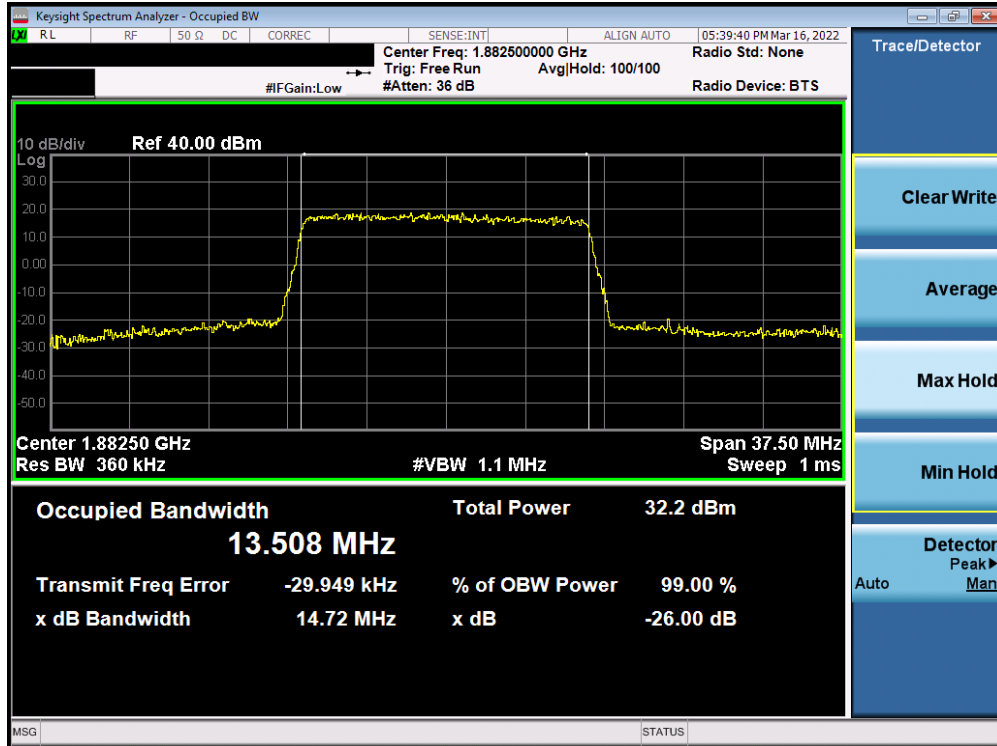 Keysight Spectrum Analyzer - Occupied BW
LXI RL RF 50 Ω DC CORREC SENSE:INT ALIGN AUTO 05:39:40 PM Mar 16, 2022
Center Freq: 1.882500000 GHz Radio Std: None
Trig: Free Run Avg|Hold: 100/100
#IFGain:Low #Atten: 36 dB Radio Device: BTS
10 dB/div Ref 40.00 dBm
Log
30.0
20.0
10.0
0.00
-10.0
-20.0
-30.0
-40.0
-50.0
Center 1.88250 GHz Span 37.50 MHz
Res BW 360 kHz #VBW 1.1 MHz Sweep 1 ms
Occupied Bandwidth Total Power 32.2 dBm
13.508 MHz
Transmit Freq Error -29.949 kHz % of OBW Power 99.00 %
x dB Bandwidth 14.72 MHz x dB -26.00 dB
MSG STATUS
Trace/Detector
Clear Write
Average
Max Hold
Min Hold
Detector
Peak▶
Auto Man